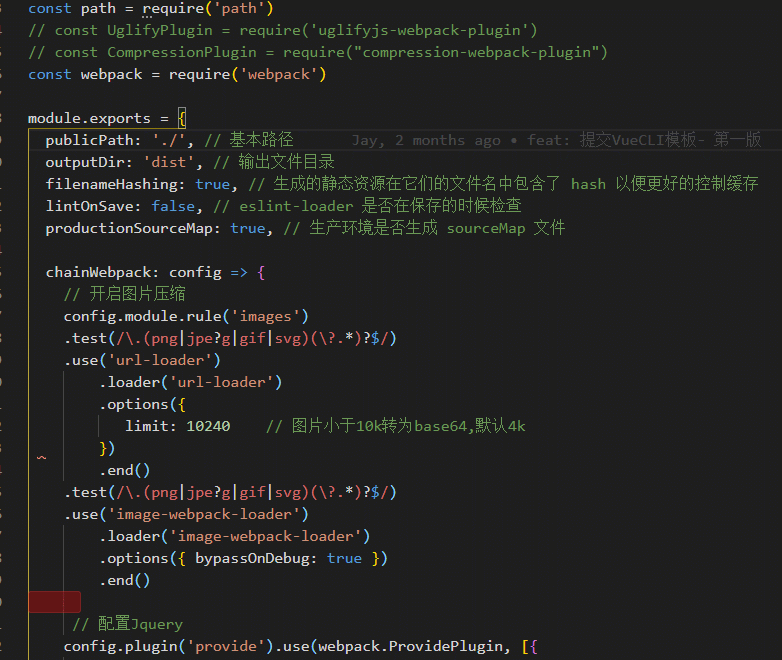 const path = require('path')
// const UglifyPlugin = require('uglifyjs-webpack-plugin')
// const CompressionPlugin = require("compression-webpack-plugin")
const webpack = require('webpack')
module.exports = {
publicPath: './', // 基本路径 Jay, 2 months ago • feat: 提交VueCLI模板- 第一版
outputDir: 'dist', // 输出文件目录
filenameHashing: true, // 生成的静态资源在它们的文件名中包含了 hash 以便更好的控制缓存
lintOnSave: false, // eslint-loader 是否在保存的时候检查
productionSourceMap: true, // 生产环境是否生成 sourceMap 文件
chainWebpack: config => {
// 开启图片压缩
config.module.rule('images')
.test(/\.(png|jpe?g|gif|svg)(\?.*)?$/)
.use('url-loader')
.loader('url-loader')
.options({
limit: 10240 // 图片小于10k转为base64,默认4k
})
.end()
.test(/\.(png|jpe?g|gif|svg)(\?.*)?$/)
.use('image-webpack-loader')
.loader('image-webpack-loader')
.options({ bypassOnDebug: true })
.end()
// 配置Jquery
config.plugin('provide').use(webpack.ProvidePlugin, [{